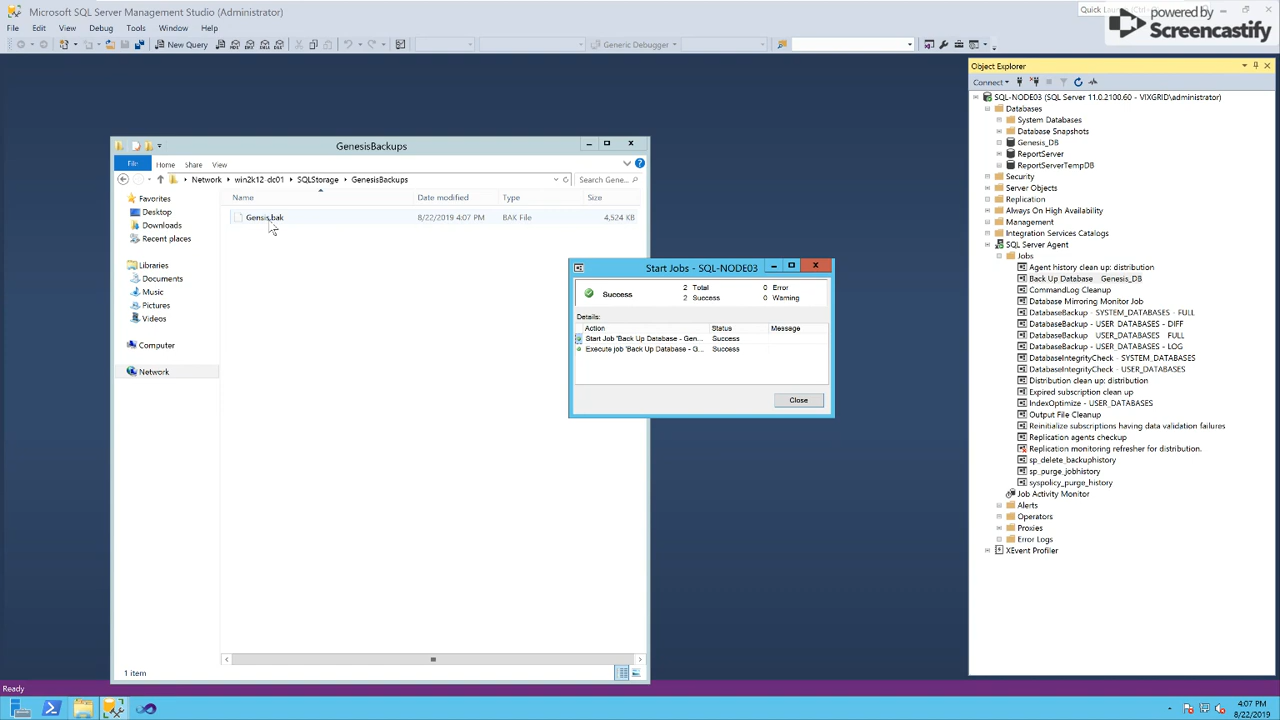 Microsoft SQL Server Management Studio (Administrator)
powered by
Screencastify
File Edit View Debug Tools Window Help
New Query
Generic Debugger
Object Explorer
Connect
SQL-NODE03 (SQL Server 11.0.2100.60 - VIXGRID\administrator)
Databases
System Databases
Database Snapshots
Genesis_DB
ReportServer
ReportServerTempDB
Security
Server Objects
Replication
Always On High Availability
Management
Integration Services Catalogs
SQL Server Agent
Jobs
Agent history clean up: distribution
Back Up Database Genesis_DB
CommandLog Cleanup
Database Mirroring Monitor Job
DatabaseBackup - SYSTEM_DATABASES - FULL
DatabaseBackup - USER_DATABASES - DIFF
DatabaseBackup USER_DATABASES FULL
DatabaseBackup - USER_DATABASES - LOG
DatabaseIntegrityCheck - SYSTEM_DATABASES
DatabaseIntegrityCheck - USER_DATABASES
Distribution clean up: distribution
Expired subscription clean up
IndexOptimize - USER_DATABASES
Output File Cleanup
Reinitialize subscriptions having data validation failures
Replication agents checkup
Replication monitoring refresher for distribution.
sp_delete_backuphistory
sp_purge_jobhistory
syspolicy_purge_history
Job Activity Monitor
Alerts
Operators
Proxies
Error Logs
XEvent Profiler
GenesisBackups
File Home Share View
Network win2k12-dc01 SQLStorage GenesisBackups
Search Gene...
Favorites
Desktop
Downloads
Recent places
Libraries
Documents
Music
Pictures
Videos
Computer
Network
Name Date modified Type Size
Gensis.bak 8/22/2019 4:07 PM BAK File 4,524 KB
1 item
Start Jobs - SQL-NODE03
Success
2 Total 0 Error
2 Success 0 Warning
Details:
Action Status Message
Start Job 'Back Up Database - Gen... Success
Execute job 'Back Up Database - G... Success
Close
Ready
4:07 PM
8/22/2019